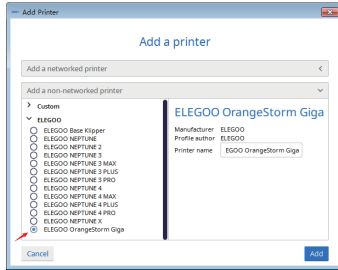 Add Printer
Add a printer
Add a networked printer
Add a non-networked printer
Custom
ELEGOO
ELEGOO Base Klipper
ELEGOO NEPTUNE
ELEGOO NEPTUNE 2
ELEGOO NEPTUNE 3
ELEGOO NEPTUNE 3 MAX
ELEGOO NEPTUNE 3 PLUS
ELEGOO NEPTUNE 3 PRO
ELEGOO NEPTUNE 4
ELEGOO NEPTUNE 4 MAX
ELEGOO NEPTUNE 4 PLUS
ELEGOO NEPTUNE 4 PRO
ELEGOO NEPTUNE X
ELEGOO OrangeStorm Giga
ELEGOO OrangeStorm Giga
Manufacturer ELEGOO
Profile author ELEGOO
Printer name EGOO OrangeStorm Giga
Cancel
Add